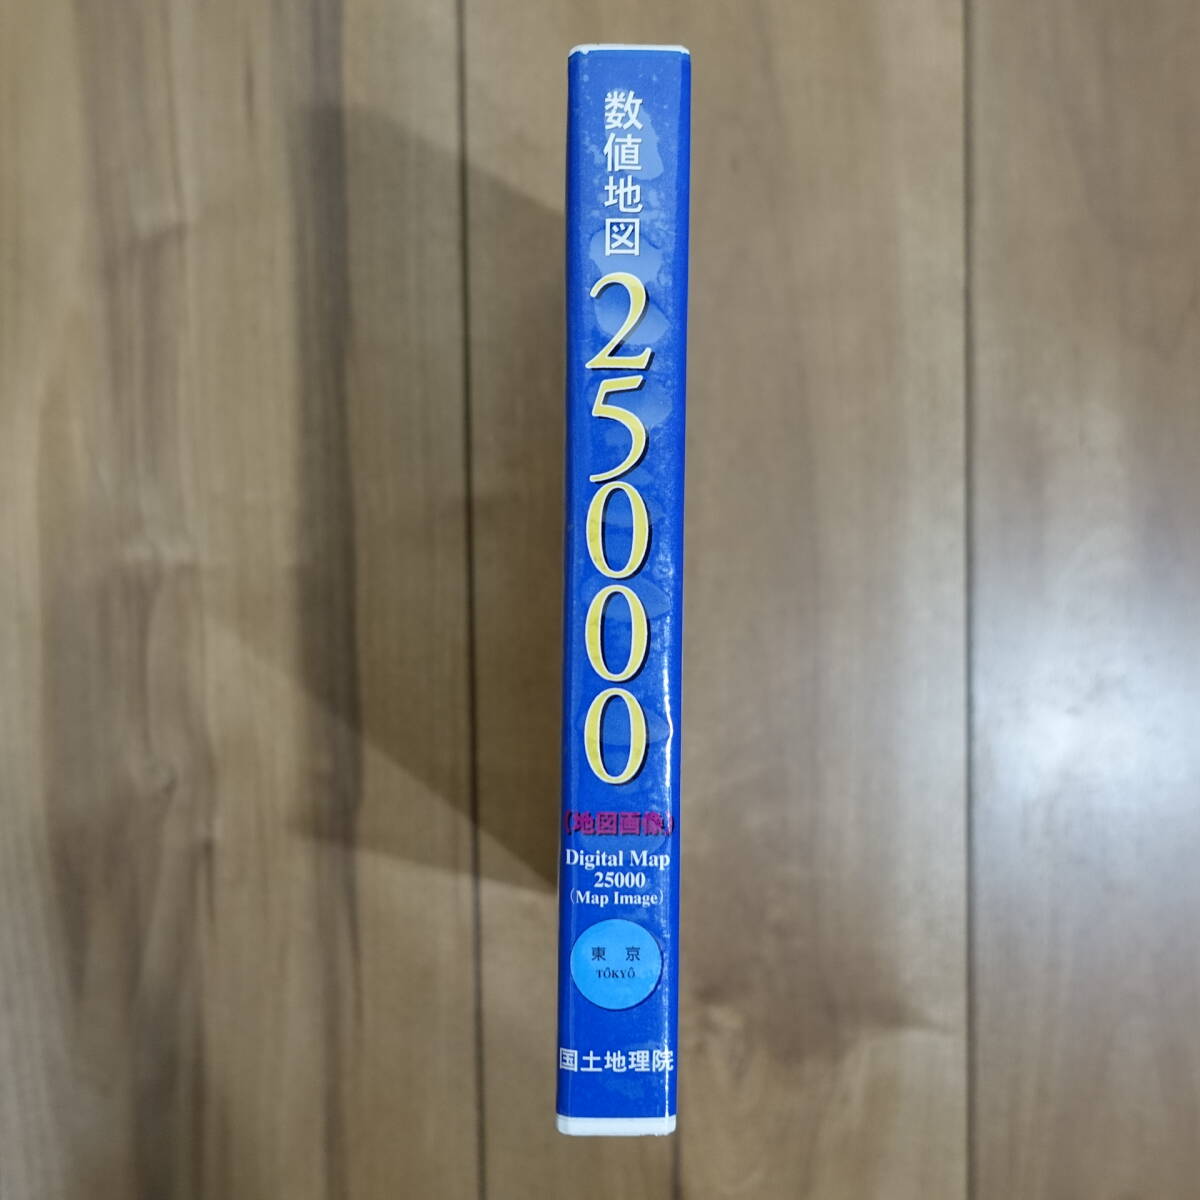 数値地図
25000
(地図画像)
Digital Map
25000
(Map Image)
東 京
TŌKYŌ
国土地理院